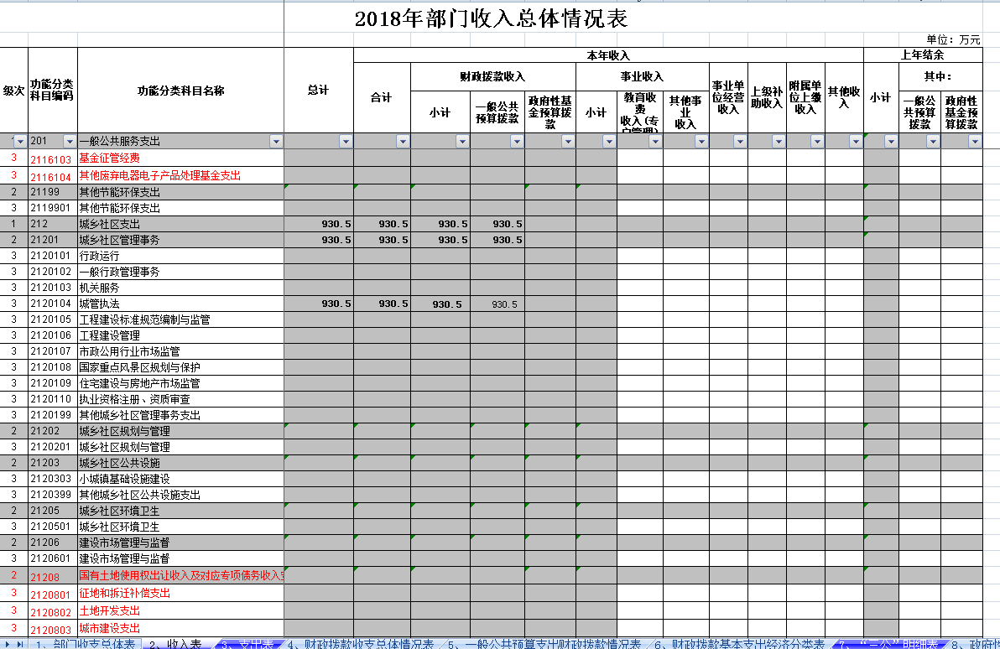 2018年部门收入总体情况表
单位：万元
级次 功能分类科目编码 功能分类科目名称 总计 本年收入 上年结余
合计 财政拨款收入 事业收入 事业单位经营收入 上级补助收入 附属单位上缴收入 其他收入 小计 其中：
小计 一般公共预算拨款 政府性基金预算拨款 小计 教育收费收入(专户管理) 其他事业收入 一般公共预算拨款 政府性基金预算拨款
201 一般公共服务支出
3 2116103 基金征管经费
3 2116104 其他废弃电器电子产品处理基金支出
2 21199 其他节能环保支出
3 2119901 其他节能环保支出
1 212 城乡社区支出 930.5 930.5 930.5 930.5
2 21201 城乡社区管理事务 930.5 930.5 930.5 930.5
3 2120101 行政运行
3 2120102 一般行政管理事务
3 2120103 机关服务
3 2120104 城管执法 930.5 930.5 930.5 930.5
3 2120105 工程建设标准规范编制与监管
3 2120106 工程建设管理
3 2120107 市政公用行业市场监管
3 2120108 国家重点风景区规划与保护
3 2120109 住宅建设与房地产市场监管
3 2120110 执业资格注册、资质审查
3 2120199 其他城乡社区管理事务支出
2 21202 城乡社区规划与管理
3 2120201 城乡社区规划与管理
2 21203 城乡社区公共设施
3 2120303 小城镇基础设施建设
3 2120399 其他城乡社区公共设施支出
2 21205 城乡社区环境卫生
3 2120501 城乡社区环境卫生
2 21206 建设市场管理与监督
3 2120601 建设市场管理与监督
2 21208 国有土地使用权出让收入及对应专项债务收入
3 2120801 征地和拆迁补偿支出
3 2120802 土地开发支出
3 2120803 城市建设支出
1、部门收支总体表 2、收入表 3、支出表 4、财政拨款收支总体情况表 5、一般公共预算支出财政拨款情况表 6、财政拨款基本支出经济分类表 7、“三公”明细表 8、政府性